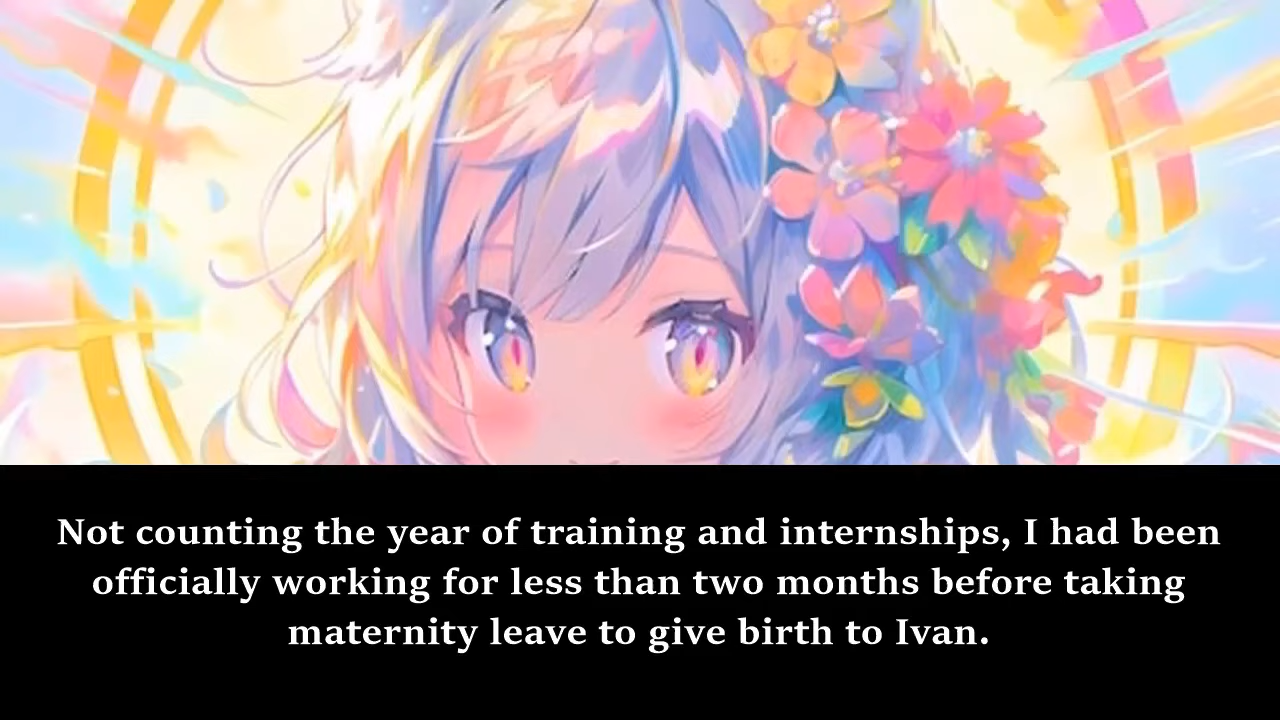 Not counting the year of training and internships, I had been
officially working for less than two months before taking
maternity leave to give birth to Ivan.